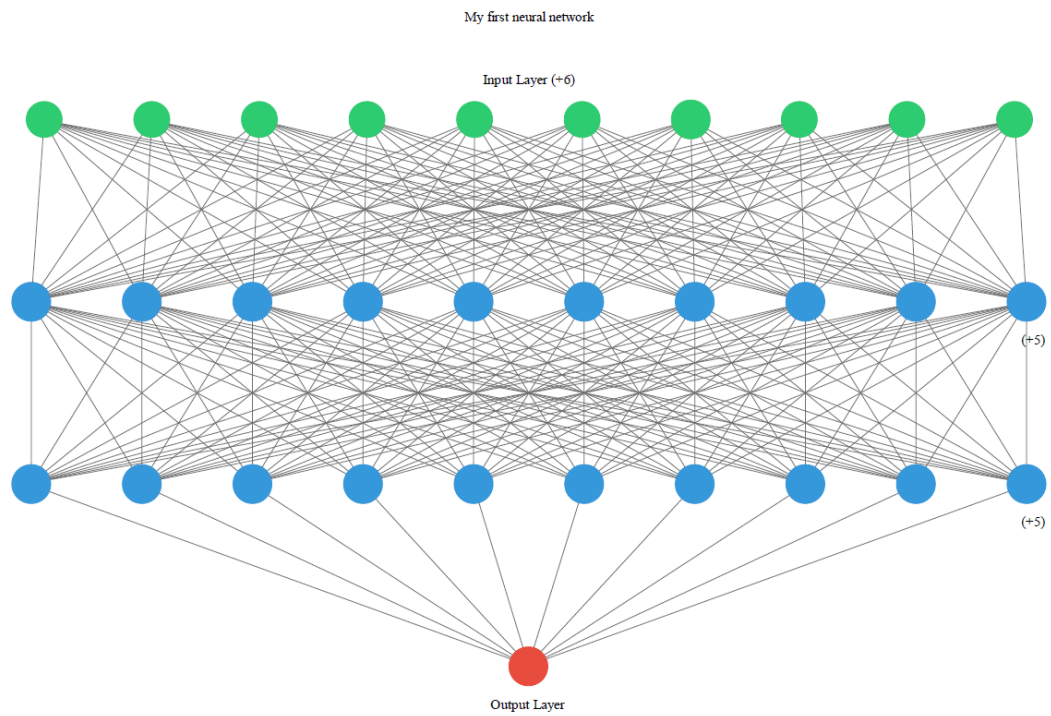 My first neural network
Input Layer (+6)
(+5)
(+5)
Output Layer